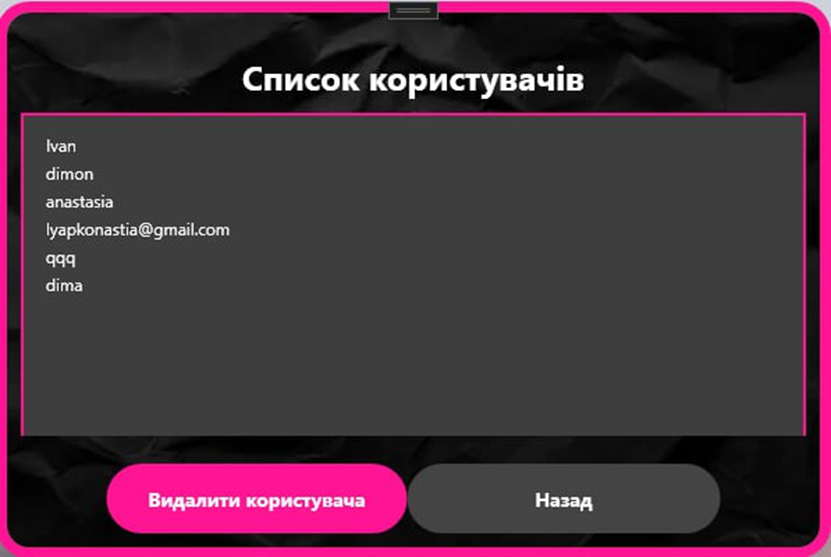 Список користувачів
Ivan
dimon
anastasia
lyapkonastia@gmail.com
qqq
dima
Видалити користувача
Назад